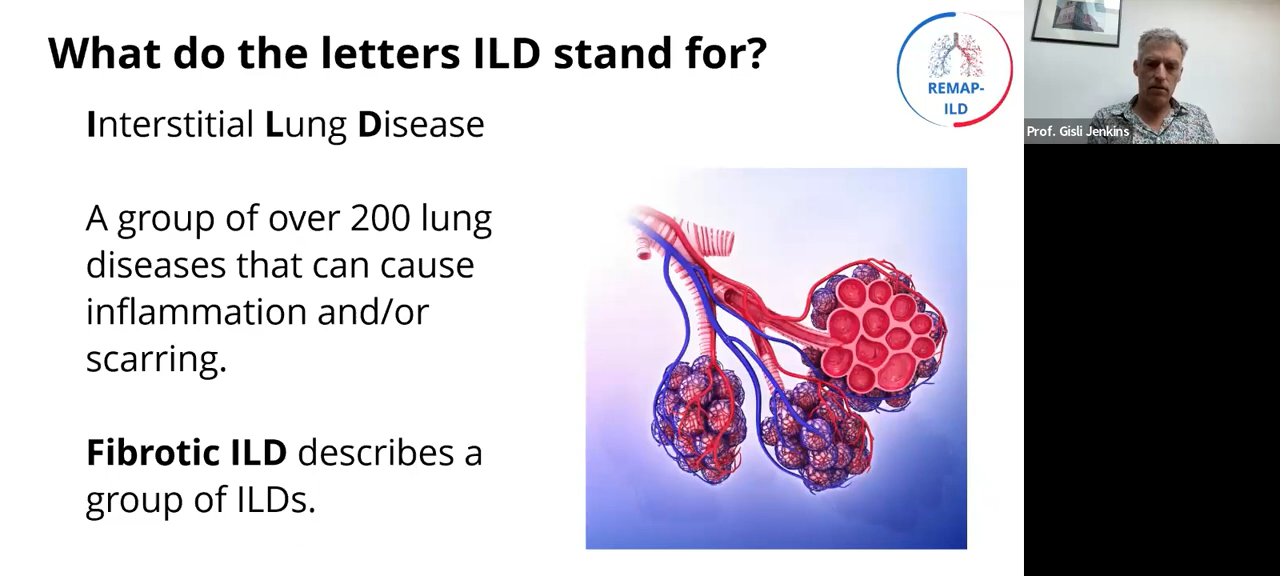 What do the letters ILD stand for?
REMAP-
ILD
Interstitial Lung Disease
A group of over 200 lung
diseases that can cause
inflammation and/or
scarring.
Fibrotic ILD describes a
group of ILDs.
Prof. Gisli Jenkins